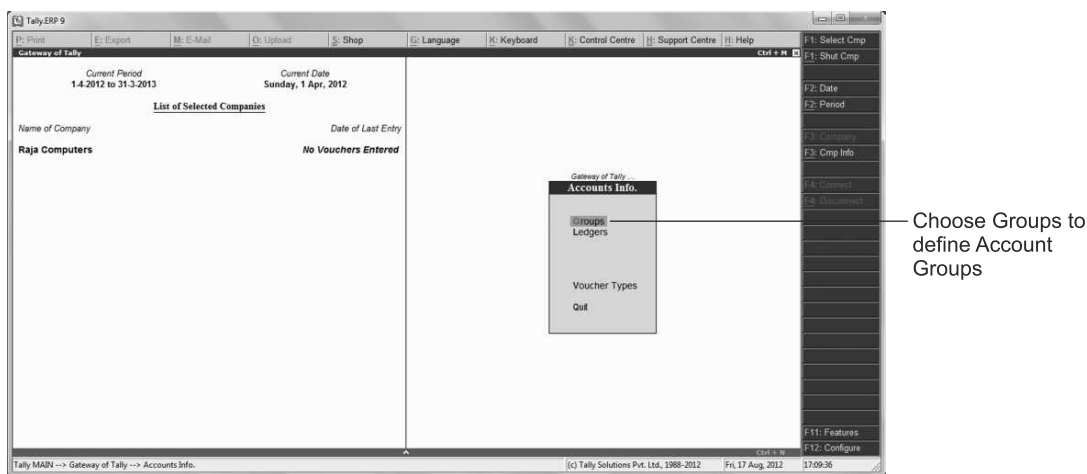 Tally.ERP 9
P: Print E: Export M: E-Mail O: Upload S: Shop G: Language K: Keyboard K: Control Centre H: Support Centre H: Help
F1: Select Cmp
Gateway of Tally Ctrl + M
F1: Shut Cmp
Current Period Current Date
1-4-2012 to 31-3-2013 Sunday, 1 Apr, 2012
F2: Date
F2: Period
List of Selected Companies
Name of Company Date of Last Entry
F3: Company
Raja Computers No Vouchers Entered
F3: Cmp Info
Gateway of Tally ...
Accounts Info.
F4: Connect
F4: Disconnect
Groups
Ledgers
Choose Groups to
define Account
Groups
Voucher Types
Quit
F11: Features
F12: Configure
Ctrl + N
Tally MAIN --> Gateway of Tally --> Accounts Info. (c) Tally Solutions Pvt. Ltd., 1988-2012 Fri, 17 Aug, 2012 17:09:36